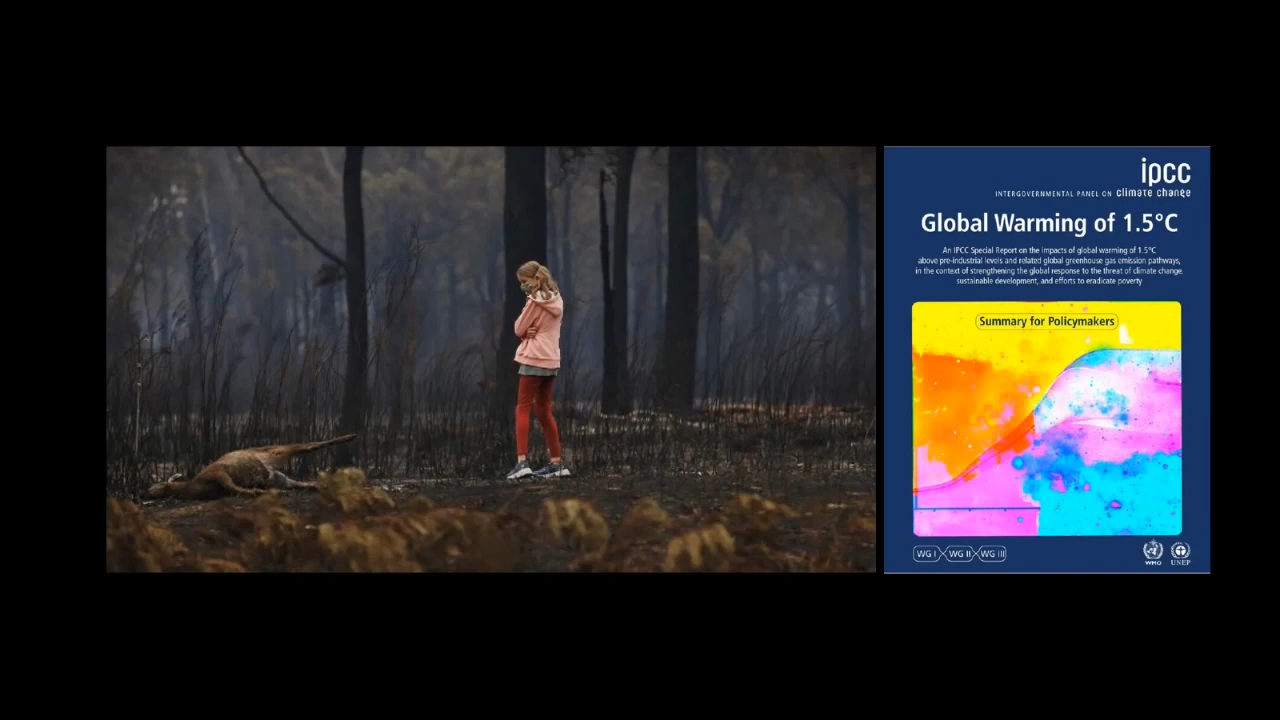 ipcc
INTERGOVERNMENTAL PANEL ON climate change
Global Warming of 1.5°C
An IPCC Special Report on the impacts of global warming of 1.5°C
above pre-industrial levels and related global greenhouse gas emission pathways,
in the context of strengthening the global response to the threat of climate change,
sustainable development, and efforts to eradicate poverty
Summary for Policymakers
WG I WG II WG III
WMO UNEP